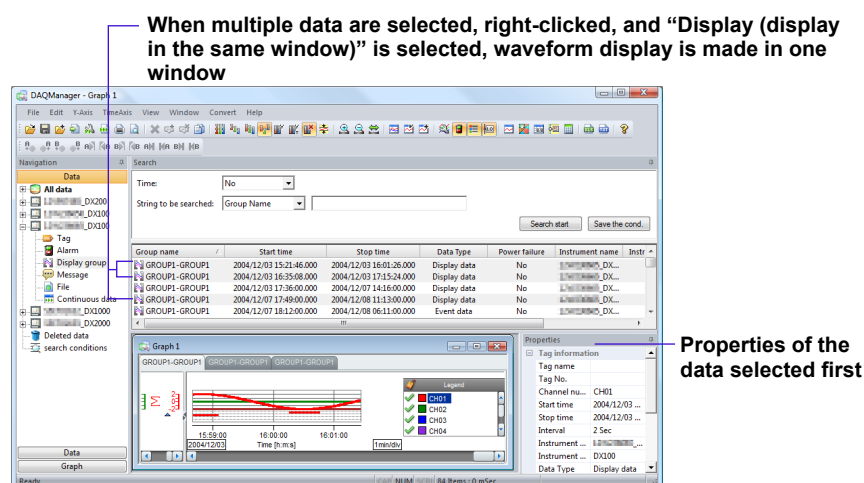 When multiple data are selected, right-clicked, and “Display (display
in the same window)” is selected, waveform display is made in one
window
DAQManager - Graph 1
File Edit Y-Axis TimeAxis View Window Convert Help
Navigation
Search
Data
All data
_DX200
_DX100
_DX100
Tag
Alarm
Display group
Message
File
Continuous data
_DX1000
_DX2000
Deleted data
search conditions
Data
Graph
Time: No
String to be searched: Group Name
Search start Save the cond.
Group name Start time Stop time Data Type Power failure Instrument name Instr
GROUP1-GROUP1 2004/12/03 15:21:46.000 2004/12/03 16:01:26.000 Display data No _DX...
GROUP1-GROUP1 2004/12/03 16:35:08.000 2004/12/03 17:15:24.000 Display data No _DX...
GROUP1-GROUP1 2004/12/03 17:36:00.000 2004/12/07 14:16:00.000 Display data No _DX...
GROUP1-GROUP1 2004/12/07 17:49:00.000 2004/12/08 11:13:00.000 Display data No _DX...
GROUP1-GROUP1 2004/12/07 18:12:00.000 2004/12/08 06:11:00.000 Event data No _DX...
Graph 1
GROUP1-GROUP1 GROUP1-GROUP1 GROUP1-GROUP1
Legend
CH01
CH02
CH03
CH04
15:59:00 16:00:00 16:01:00
2004/12/03 Time [h:m:s] 1min/div
Properties
Tag information
Tag name
Tag No.
Channel nu... CH01
Start time 2004/12/03 ...
Stop time 2004/12/03 ...
Interval 2 Sec
Instrument ... _...
Instrument ... DX100
Data Type Display data
Properties of the
data selected first
Ready
CAP NUM SCRL 84 Items : 0 mSec